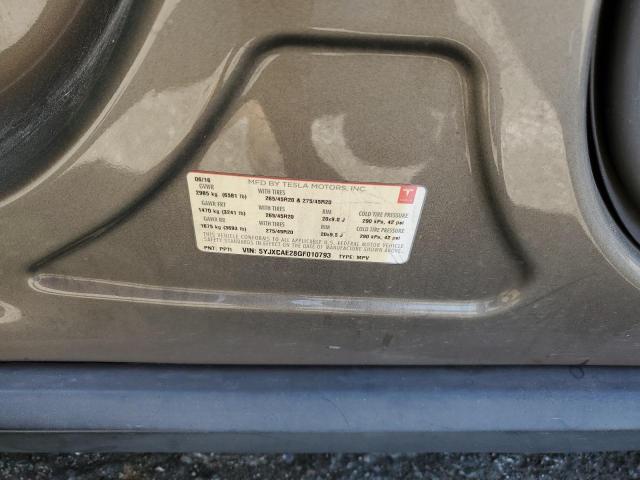 06/16 MFD BY TESLA MOTORS, INC.
GVWR WITH TIRES
2985 kg (6581 lb) 265/45R20 & 275/45R20
GAWR FRT WITH TIRES RIM COLD TIRE PRESSURE
1470 kg (3241 lb) 265/45R20 20x9.0 J 290 kPa, 42 psi
GAWR RR WITH TIRES RIM COLD TIRE PRESSURE
1675 kg (3693 lb) 275/45R20 20x9.5 J 290 kPa, 42 psi
THIS VEHICLE CONFORMS TO ALL APPLICABLE U.S. FEDERAL MOTOR VEHICLE
SAFETY STANDARDS IN EFFECT ON THE DATE OF MANUFACTURE SHOWN ABOVE.
PNT: PPTI VIN: 5YJXCAE28GF010793 TYPE: MPV